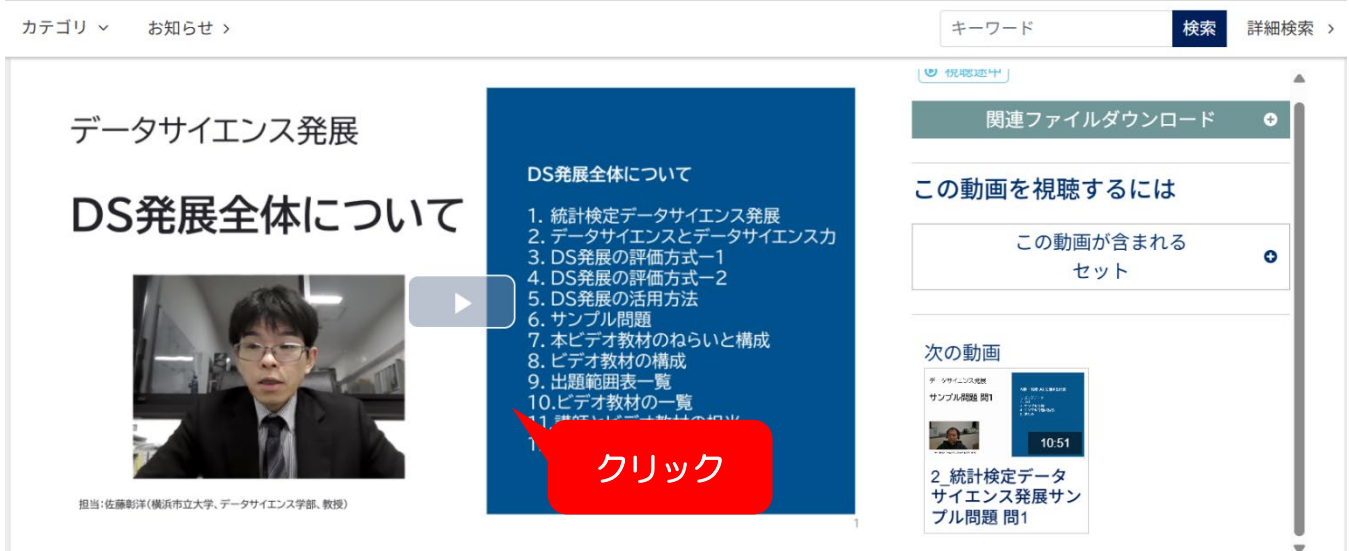 カテゴリ
お知らせ
キーワード
検索
詳細検索
データサイエンス発展
DS発展全体について
担当:佐藤彰洋(横浜市立大学、データサイエンス学部、教授)
DS発展全体について
1. 統計検定データサイエンス発展
2. データサイエンスとデータサイエンス力
3. DS発展の評価方式ー1
4. DS発展の評価方式ー2
5. DS発展の活用方法
6. サンプル問題
7. 本ビデオ教材のねらいと構成
8. ビデオ教材の構成
9. 出題範囲表一覧
10.ビデオ教材の一覧
11.講師とビデオ教材の担当
クリック
1
視聴途中
関連ファイルダウンロード
この動画を視聴するには
この動画が含まれる
セット
次の動画
データサイエンス発展
サンプル問題 問1
10:51
2_統計検定データ
サイエンス発展サン
プル問題 問1